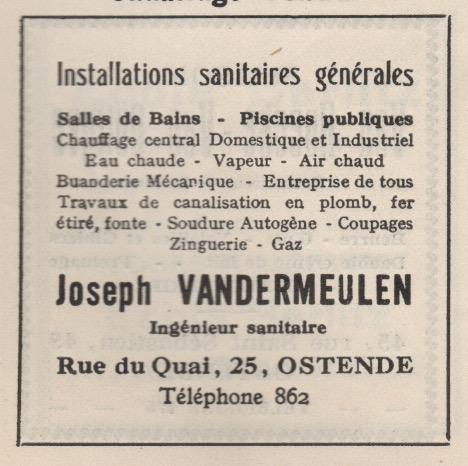 Installations sanitaires générales
Salles de Bains - Piscines publiques
Chauffage central Domestique et Industriel
Eau chaude - Vapeur - Air chaud
Buanderie Mécanique - Entreprise de tous
Travaux de canalisation en plomb, fer
étiré, fonte - Soudure Autogène - Coupages
Zinguerie - Gaz
Joseph VANDERMEULEN
Ingénieur sanitaire
Rue du Quai, 25, OSTENDE
Téléphone 862